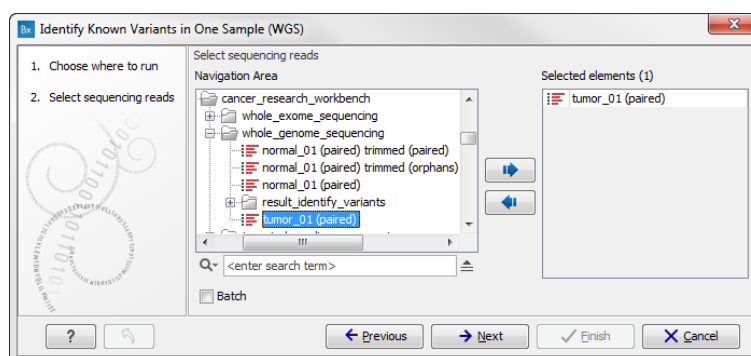 Bx Identify Known Variants in One Sample (WGS)
1. Choose where to run
2. Select sequencing reads
Select sequencing reads
Navigation Area
cancer_research_workbench
whole_exome_sequencing
whole_genome_sequencing
normal_01 (paired) trimmed (paired)
normal_01 (paired) trimmed (orphans)
normal_01 (paired)
result_identify_variants
tumor_01 (paired)
<enter search term>
Batch
Selected elements (1)
tumor_01 (paired)
? Previous Next Finish Cancel